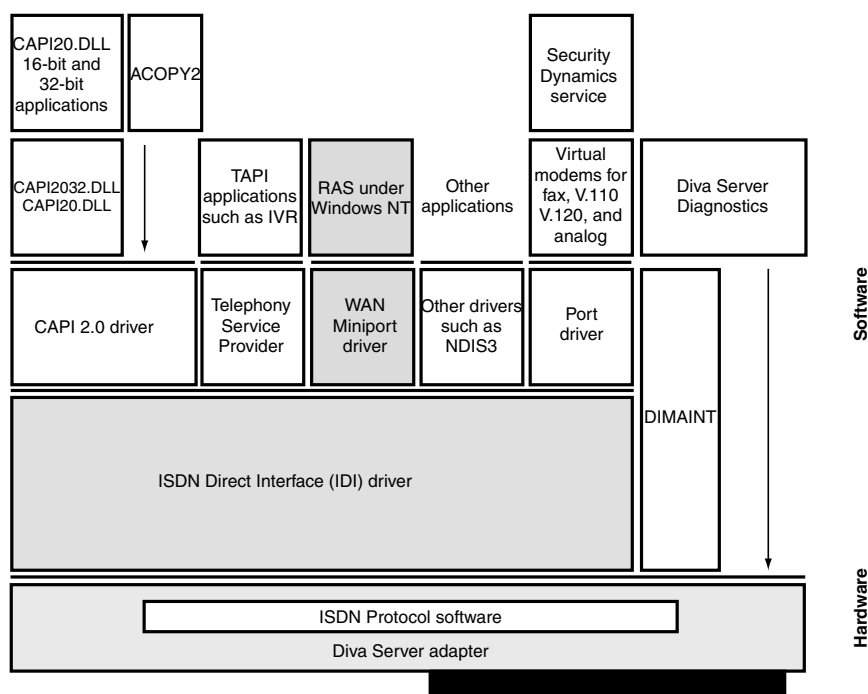 CAPI20.DLL
16-bit and
32-bit
applications
ACOPY2
Security
Dynamics
service
CAPI2032.DLL
CAPI20.DLL
TAPI
applications
such as IVR
RAS under
Windows NT
Other
applications
Virtual
modems for
fax, V.110
V.120, and
analog
Diva Server
Diagnostics
CAPI 2.0 driver
Telephony
Service
Provider
WAN
Miniport
driver
Other drivers
such as
NDIS3
Port
driver
DIMAINT
Software
ISDN Direct Interface (IDI) driver
Hardware
ISDN Protocol software
Diva Server adapter